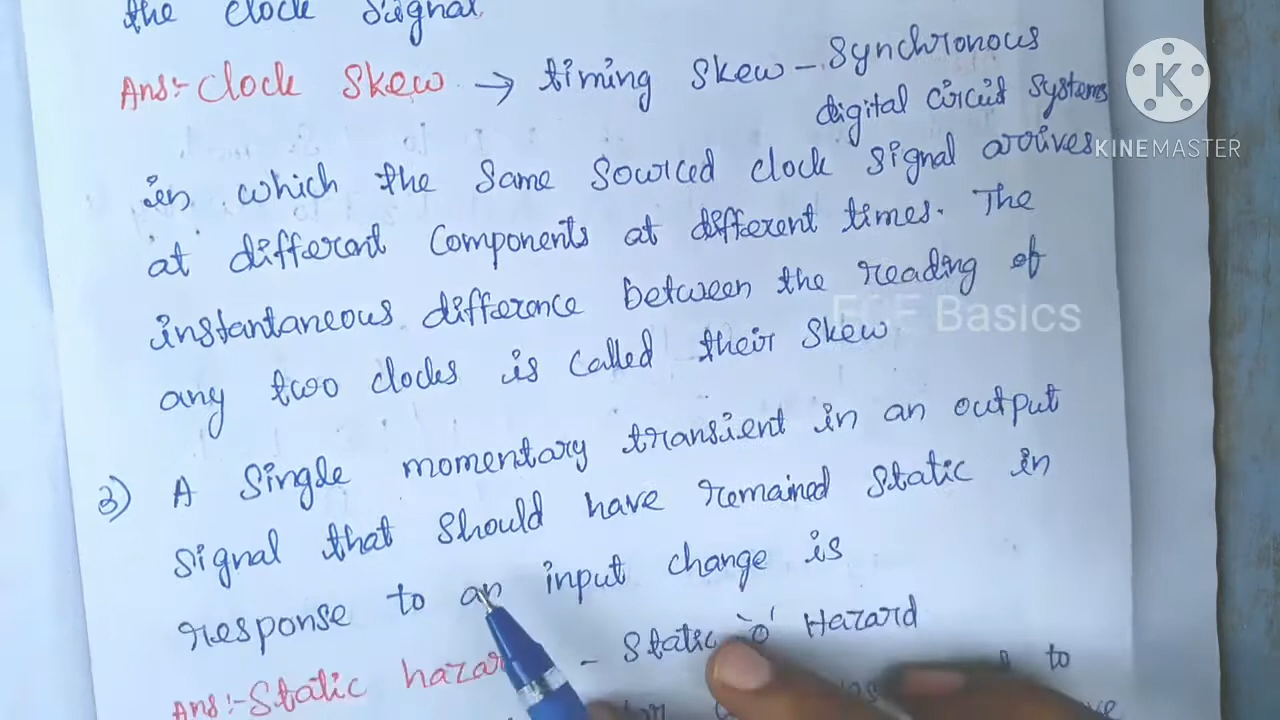 the clock signal.
Ans:- Clock Skew → timing skew - Synchronous
digital circuit systems
in which the same sourced clock signal arrives
at different components at different times. The
instantaneous difference between the reading of
any two clocks is called their skew
3) A single momentary transient in an output
signal that should have remained static in
response to an input change is
Ans:- Static hazard - Static '0' Hazard
to
K
KINEMASTER
ECE Basics